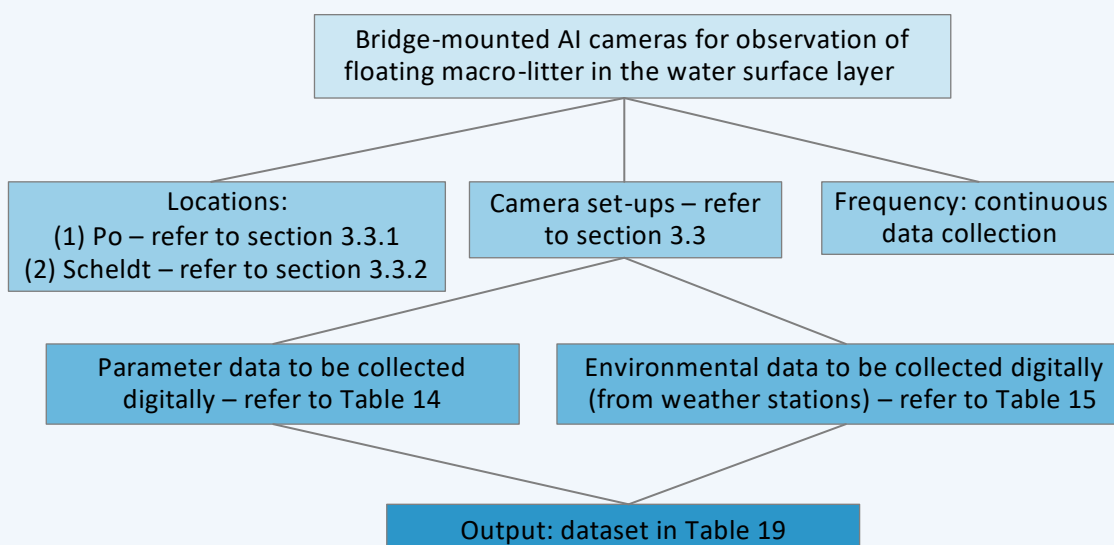 Bridge-mounted AI cameras for observation of
floating macro-litter in the water surface layer
Locations:
(1) Po – refer to section 3.3.1
(2) Scheldt – refer to section 3.3.2
Camera set-ups – refer
to section 3.3
Frequency: continuous
data collection
Parameter data to be collected
digitally – refer to Table 14
Environmental data to be collected digitally
(from weather stations) – refer to Table 15
Output: dataset in Table 19